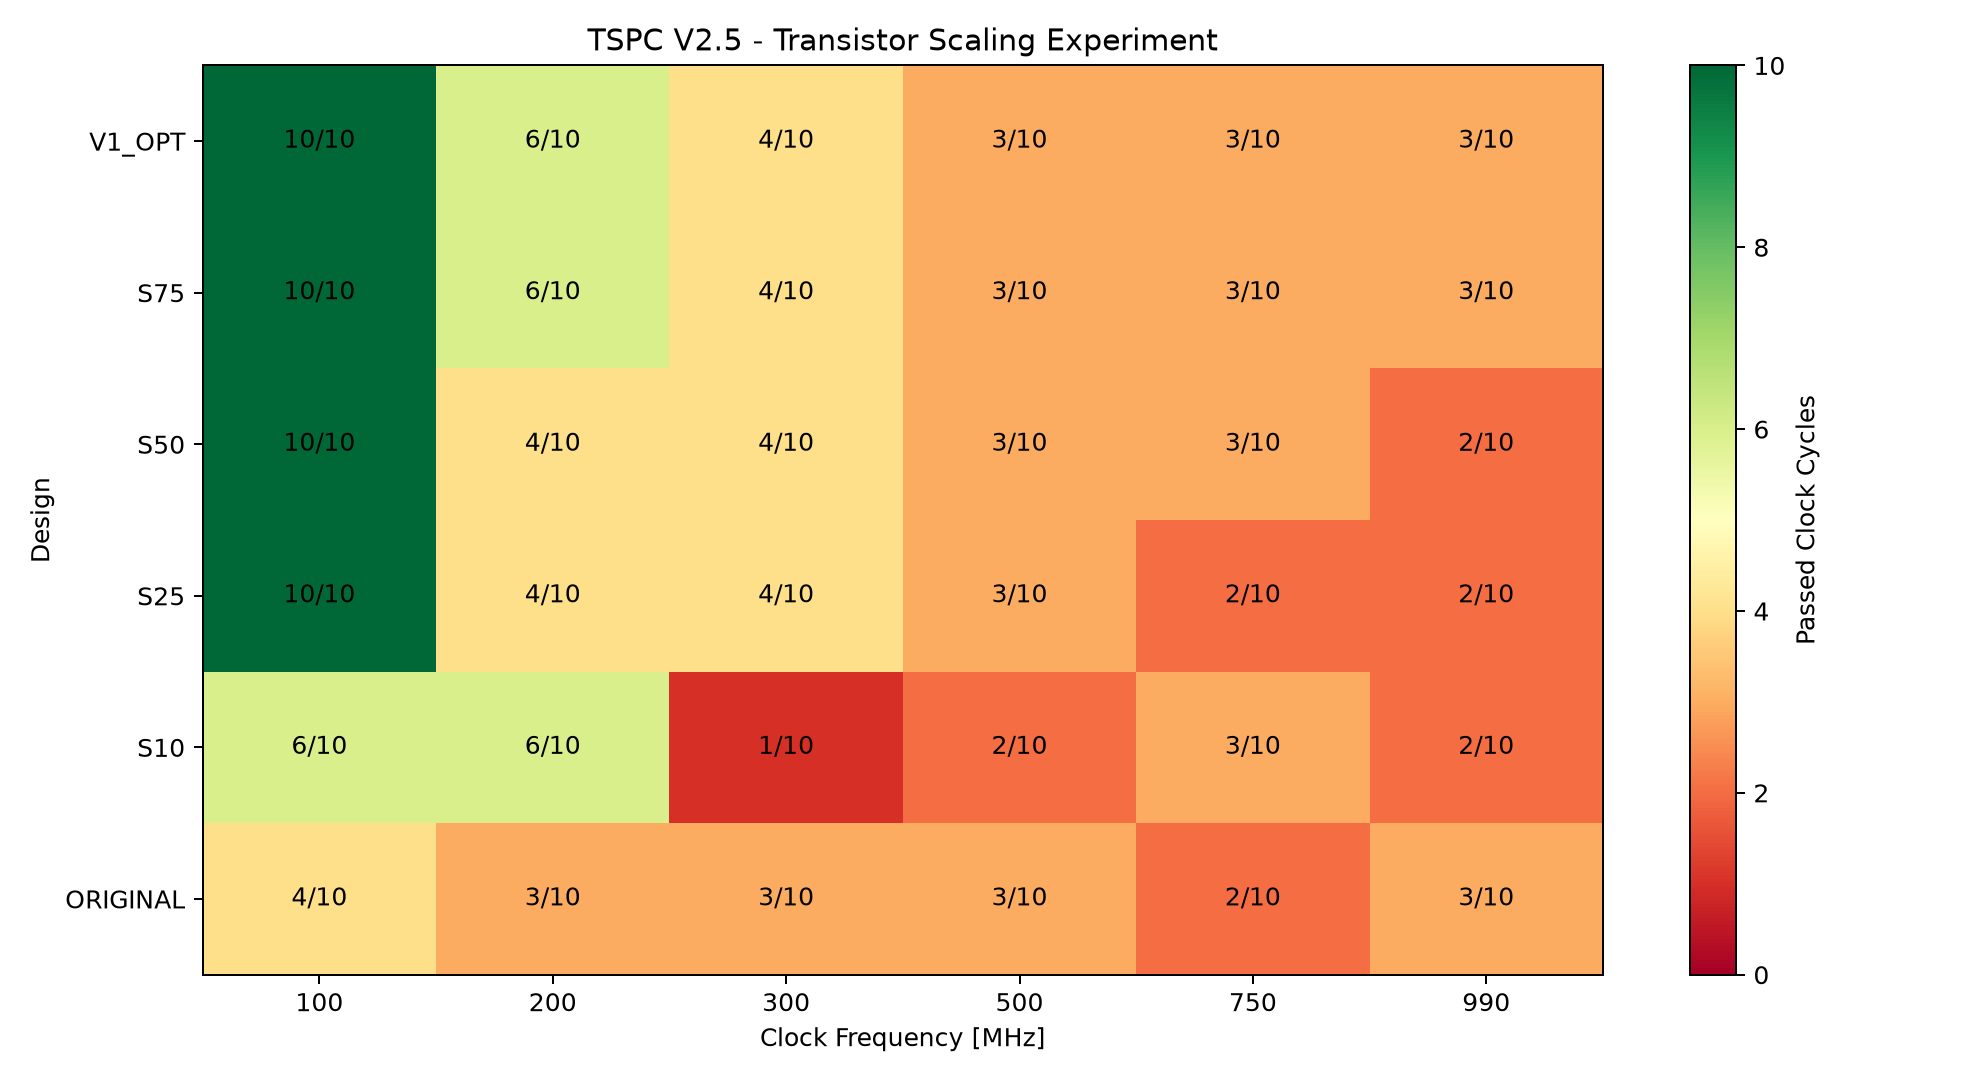 TSPC V2.5 - Transistor Scaling Experiment
Design
V1_OPT 10/10 6/10 4/10 3/10 3/10 3/10
S75 10/10 6/10 4/10 3/10 3/10 3/10
S50 10/10 4/10 4/10 3/10 3/10 2/10
S25 10/10 4/10 4/10 3/10 2/10 2/10
S10 6/10 6/10 1/10 2/10 3/10 2/10
ORIGINAL 4/10 3/10 3/10 3/10 2/10 3/10
100 200 300 500 750 990
Clock Frequency [MHz]
10
8
6
4
2
0
Passed Clock Cycles